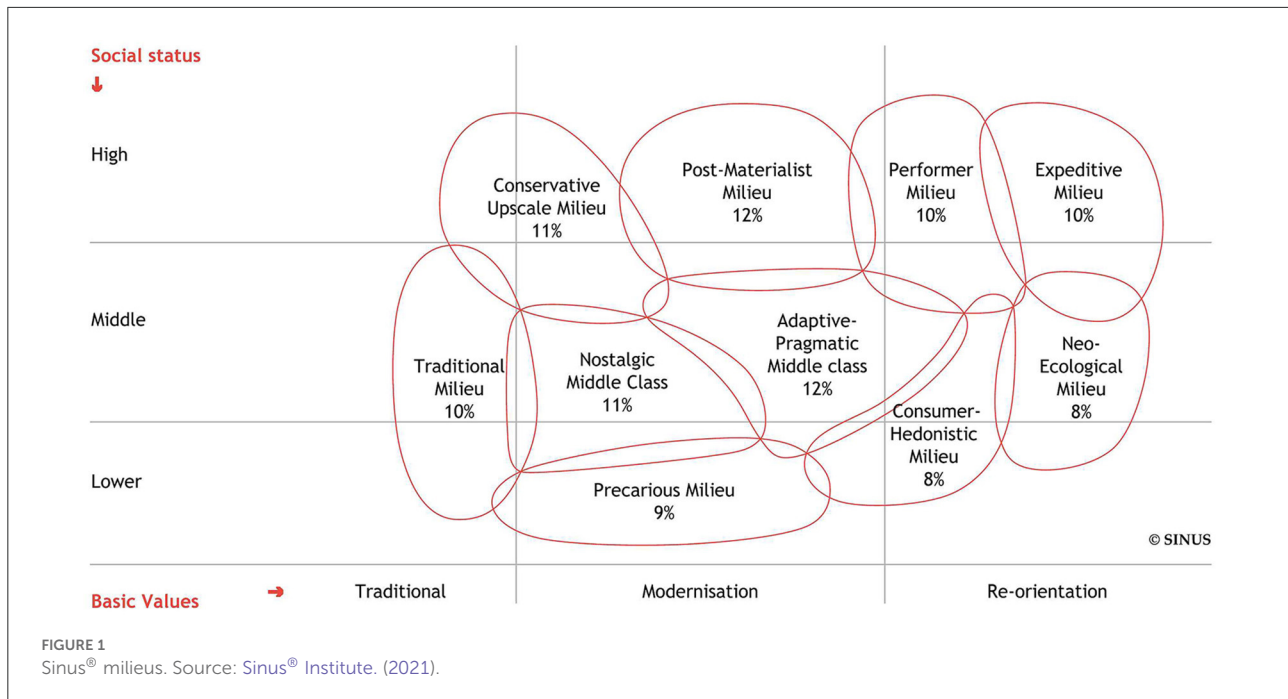 Social status
High
Conservative
Upscale Milieu
11%
Post-Materialist
Milieu
12%
Performer
Milieu
10%
Expeditive
Milieu
10%
Middle
Traditional
Milieu
10%
Nostalgic
Middle Class
11%
Adaptive-
Pragmatic
Middle class
12%
Consumer-
Hedonistic
Milieu
8%
Neo-
Ecological
Milieu
8%
Lower
Precarious Milieu
9%
© SINUS
Basic Values
Traditional
Modernisation
Re-orientation
FIGURE 1
Sinus® milieus. Source: Sinus® Institute. (2021).